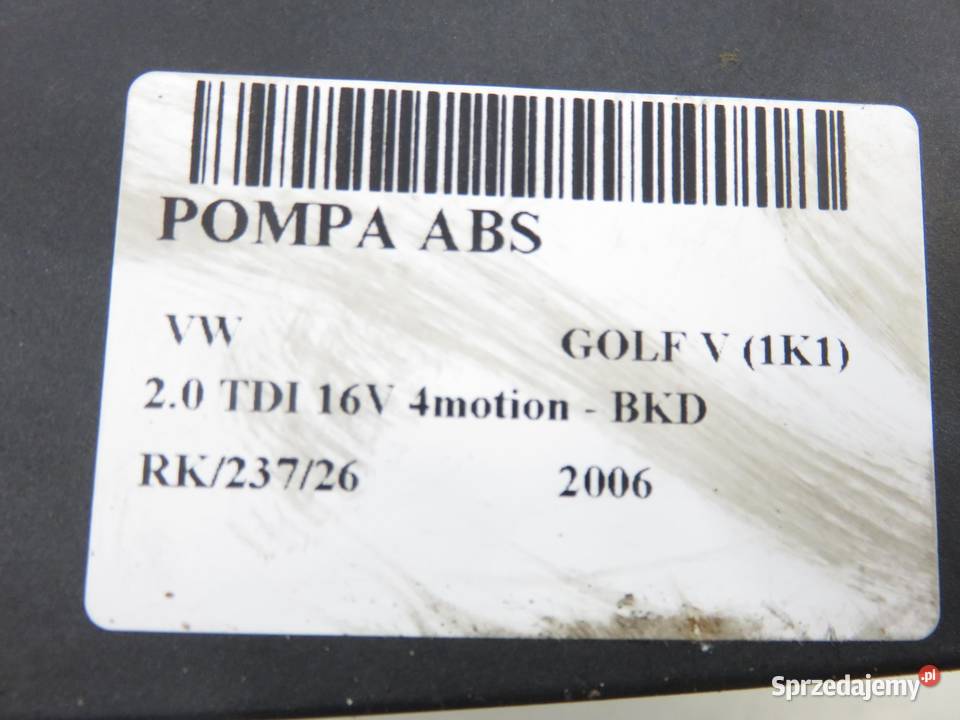 POMPA ABS
VW GOLF V (1K1)
2.0 TDI 16V 4motion - BKD
RK/237/26 2006
Sprzedajemy.pl